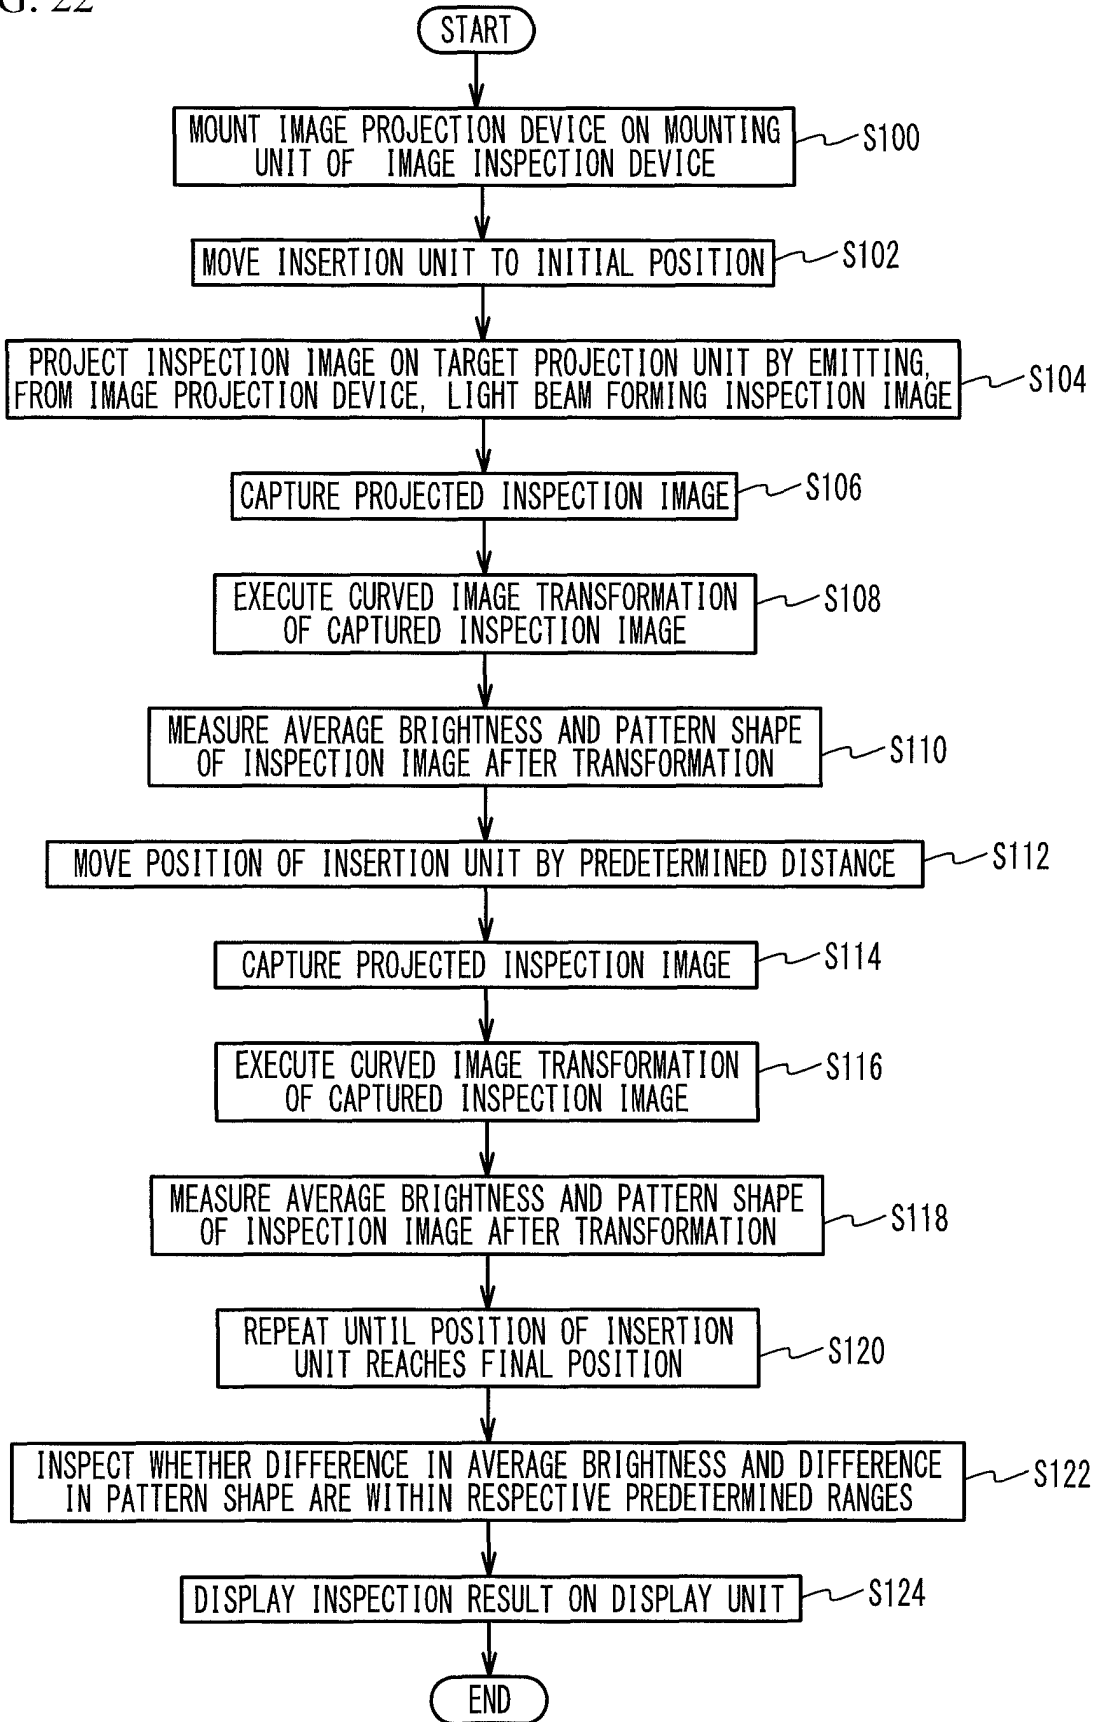 G. 22
START
MOUNT IMAGE PROJECTION DEVICE ON MOUNTING
UNIT OF IMAGE INSPECTION DEVICE
S100
MOVE INSERTION UNIT TO INITIAL POSITION
S102
PROJECT INSPECTION IMAGE ON TARGET PROJECTION UNIT BY EMITTING,
FROM IMAGE PROJECTION DEVICE, LIGHT BEAM FORMING INSPECTION IMAGE
S104
CAPTURE PROJECTED INSPECTION IMAGE
S106
EXECUTE CURVED IMAGE TRANSFORMATION
OF CAPTURED INSPECTION IMAGE
S108
MEASURE AVERAGE BRIGHTNESS AND PATTERN SHAPE
OF INSPECTION IMAGE AFTER TRANSFORMATION
S110
MOVE POSITION OF INSERTION UNIT BY PREDETERMINED DISTANCE
S112
CAPTURE PROJECTED INSPECTION IMAGE
S114
EXECUTE CURVED IMAGE TRANSFORMATION
OF CAPTURED INSPECTION IMAGE
S116
MEASURE AVERAGE BRIGHTNESS AND PATTERN SHAPE
OF INSPECTION IMAGE AFTER TRANSFORMATION
S118
REPEAT UNTIL POSITION OF INSERTION
UNIT REACHES FINAL POSITION
S120
INSPECT WHETHER DIFFERENCE IN AVERAGE BRIGHTNESS AND DIFFERENCE
IN PATTERN SHAPE ARE WITHIN RESPECTIVE PREDETERMINED RANGES
S122
DISPLAY INSPECTION RESULT ON DISPLAY UNIT
S124
END